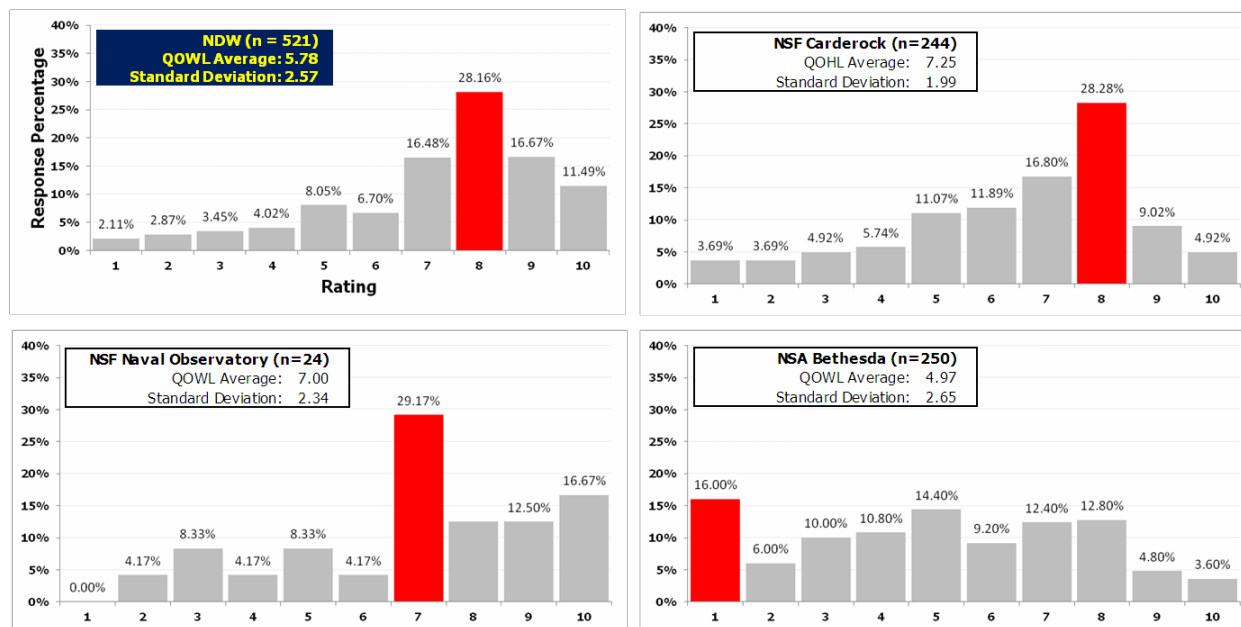 40%
35%
30%
25%
20%
15%
10%
5%
0%
Response Percentage
NDW (n = 521)
QOWL Average: 5.78
Standard Deviation: 2.57
2.11% 2.87% 3.45% 4.02% 8.05% 6.70% 16.48% 28.16% 16.67% 11.49%
1 2 3 4 5 6 7 8 9 10
Rating
40%
35%
30%
25%
20%
15%
10%
5%
0%
NSF Carderock (n=244)
QOHL Average: 7.25
Standard Deviation: 1.99
3.69% 3.69% 4.92% 5.74% 11.07% 11.89% 16.80% 28.28% 9.02% 4.92%
1 2 3 4 5 6 7 8 9 10
40%
35%
30%
25%
20%
15%
10%
5%
0%
NSF Naval Observatory (n=24)
QOWL Average: 7.00
Standard Deviation: 2.34
0.00% 4.17% 8.33% 4.17% 8.33% 4.17% 29.17% 12.50% 16.67%
1 2 3 4 5 6 7 8 9 10
40%
35%
30%
25%
20%
15%
10%
5%
0%
NSA Bethesda (n=250)
QOWL Average: 4.97
Standard Deviation: 2.65
16.00% 6.00% 10.00% 10.80% 14.40% 9.20% 12.40% 12.80% 4.80% 3.60%
1 2 3 4 5 6 7 8 9 10